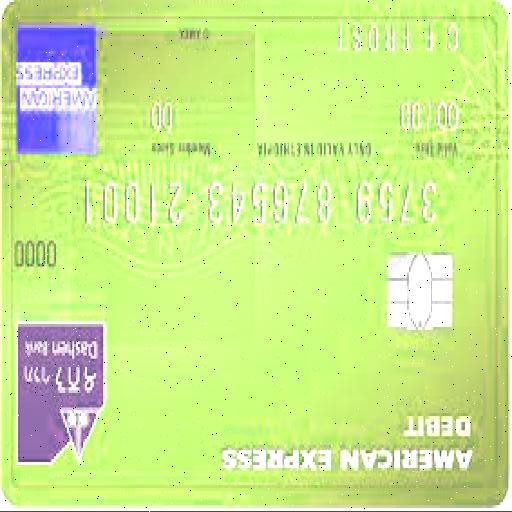 AMERICAN EXPRESS
DEBIT
Dashen Bank
0000
3759 876543 21001
Valid Thru
ONLY VALID IN ETHIOPIA
Member Since
00/00
00
C F FROST
© AMEX
AMERICAN
EXPRESS